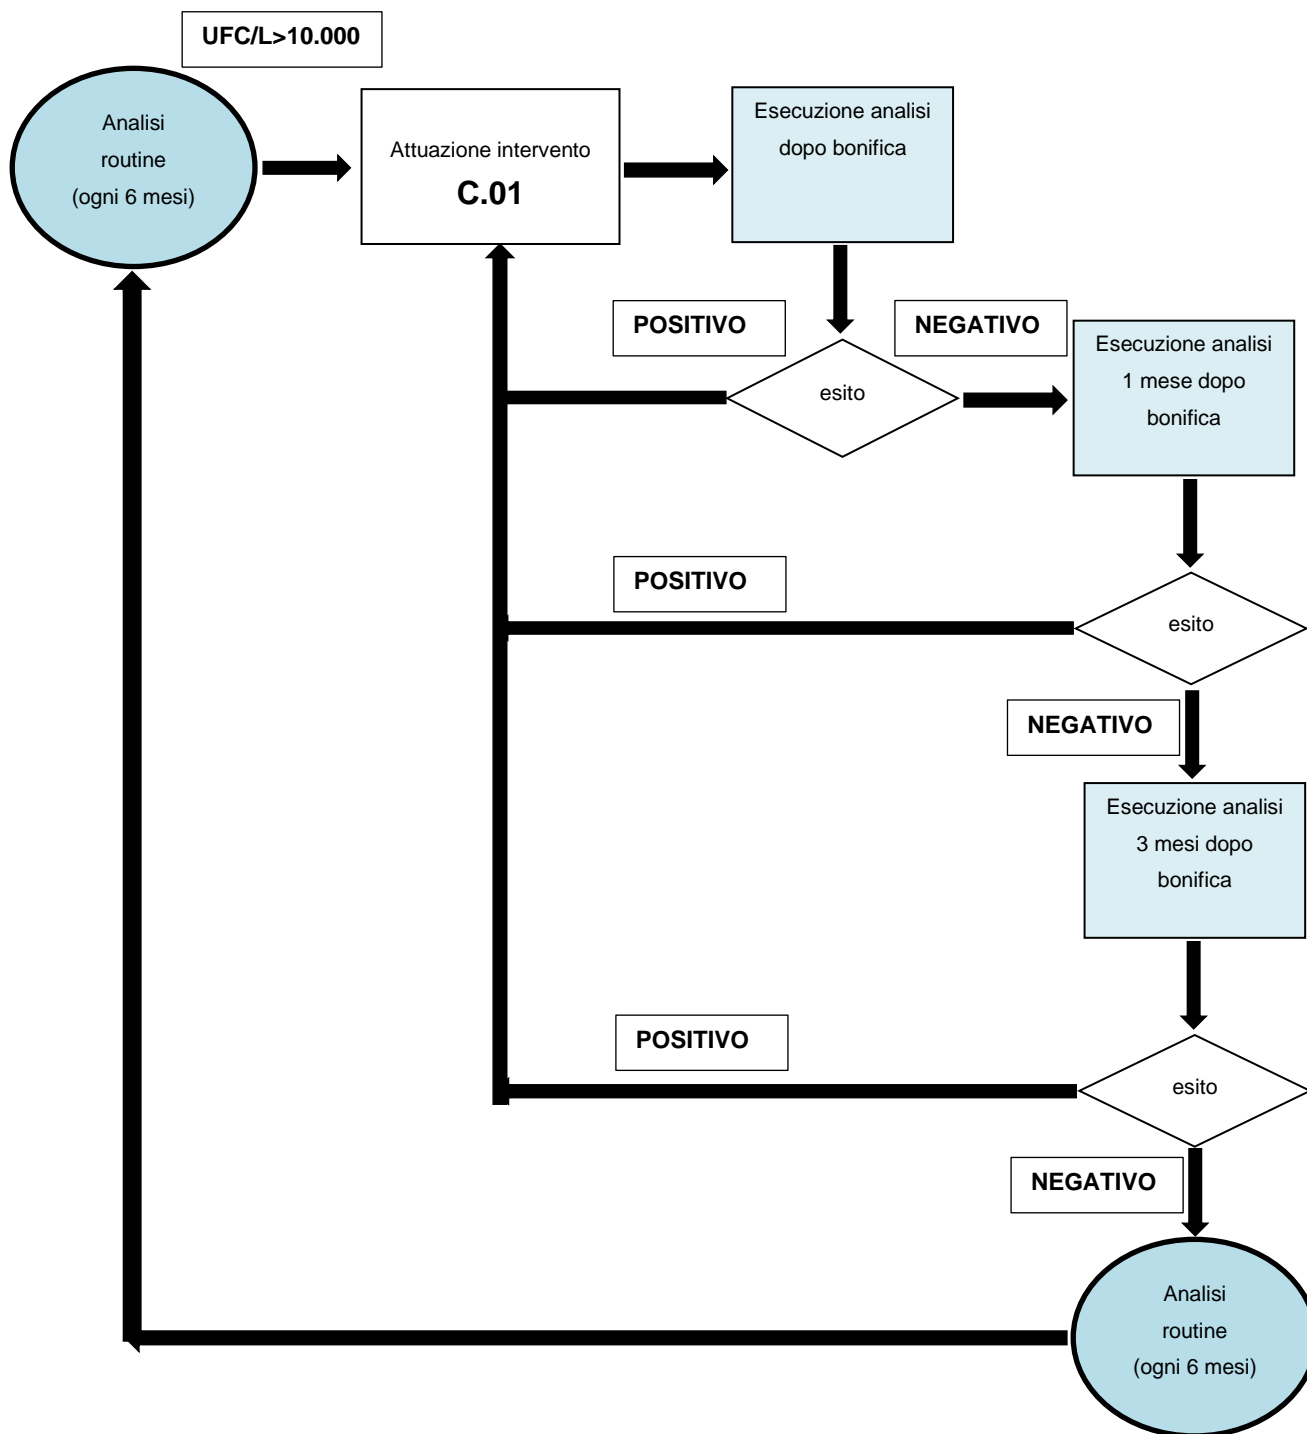 UFC/L>10.000
Analisi
routine
(ogni 6 mesi)
Attuazione intervento
C.01
Esecuzione analisi
dopo bonifica
POSITIVO
NEGATIVO
esito
Esecuzione analisi
1 mese dopo
bonifica
POSITIVO
esito
NEGATIVO
Esecuzione analisi
3 mesi dopo
bonifica
POSITIVO
esito
NEGATIVO
Analisi
routine
(ogni 6 mesi)